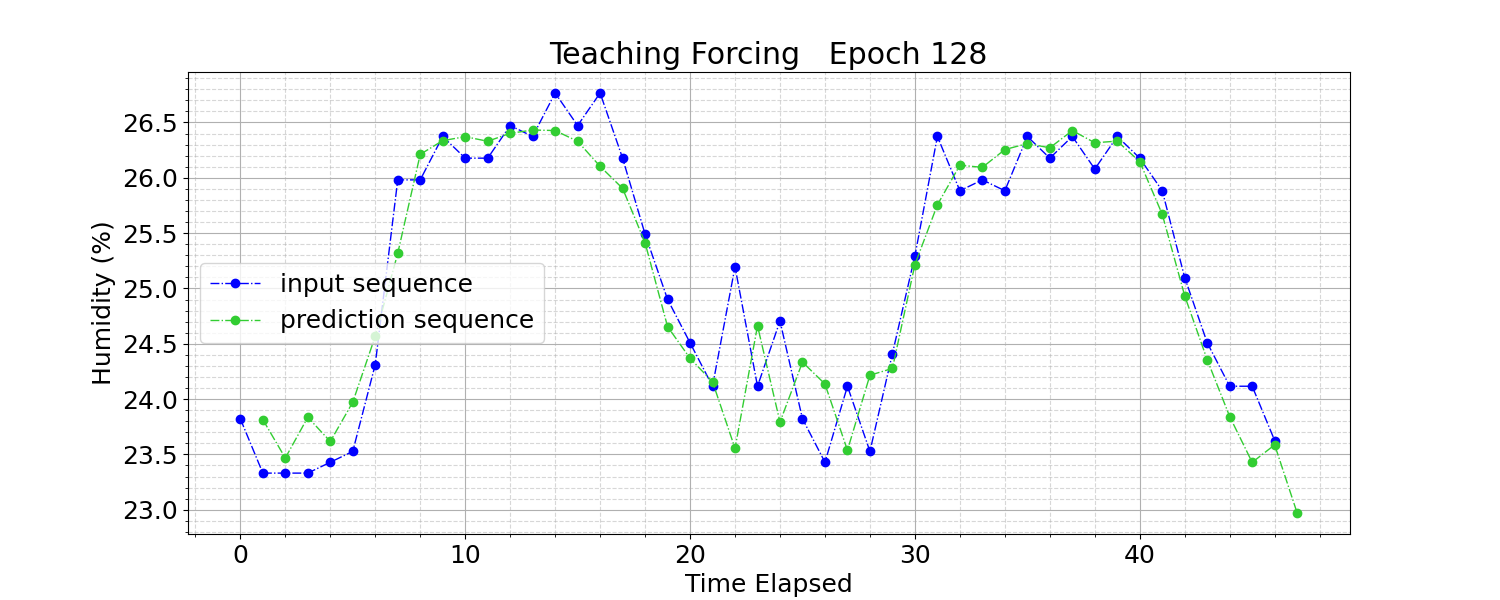 Teaching Forcing   Epoch 128
Humidity (%)
26.5
26.0
25.5
25.0
24.5
24.0
23.5
23.0
input sequence
prediction sequence
0 10 20 30 40
Time Elapsed